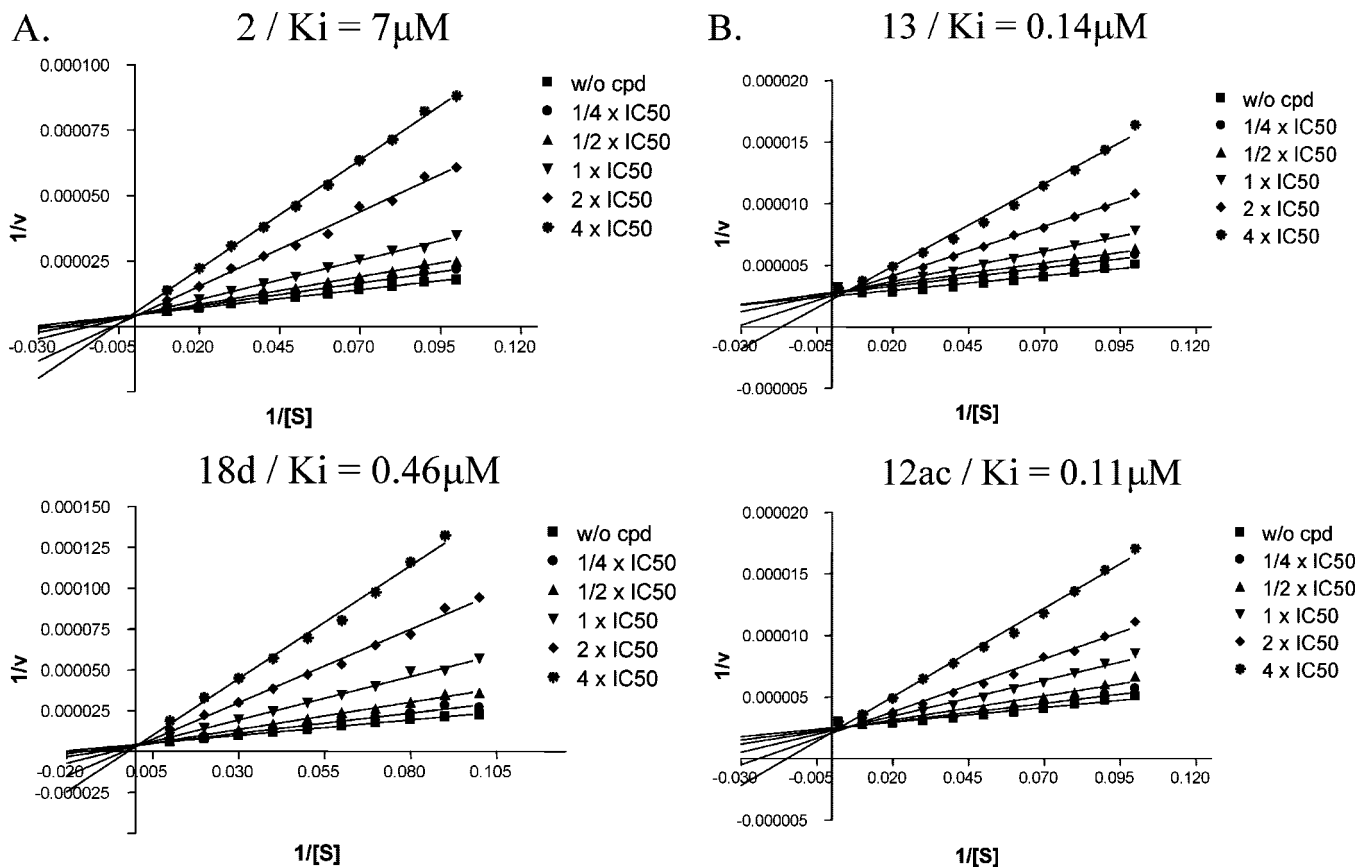 A.
2 / Ki = 7µM
0.000100
0.000075
0.000050
0.000025
1/v
-0.030
-0.005
0.020
0.045
0.070
0.095
0.120
1/[S]
w/o cpd
1/4 x IC50
1/2 x IC50
1 x IC50
2 x IC50
4 x IC50
B.
13 / Ki = 0.14µM
0.000020
0.000015
0.000010
0.000005
1/v
-0.030
-0.005
0.020
0.045
0.070
0.095
0.120
-0.000005
1/[S]
w/o cpd
1/4 x IC50
1/2 x IC50
1 x IC50
2 x IC50
4 x IC50
18d / Ki = 0.46µM
0.000150
0.000125
0.000100
0.000075
0.000050
0.000025
1/v
-0.020
0.005
0.030
0.055
0.080
0.105
-0.000025
1/[S]
w/o cpd
1/4 x IC50
1/2 x IC50
1 x IC50
2 x IC50
4 x IC50
12ac / Ki = 0.11µM
0.000020
0.000015
0.000010
0.000005
1/v
-0.030
-0.005
0.020
0.045
0.070
0.095
0.120
-0.000005
1/[S]
w/o cpd
1/4 x IC50
1/2 x IC50
1 x IC50
2 x IC50
4 x IC50